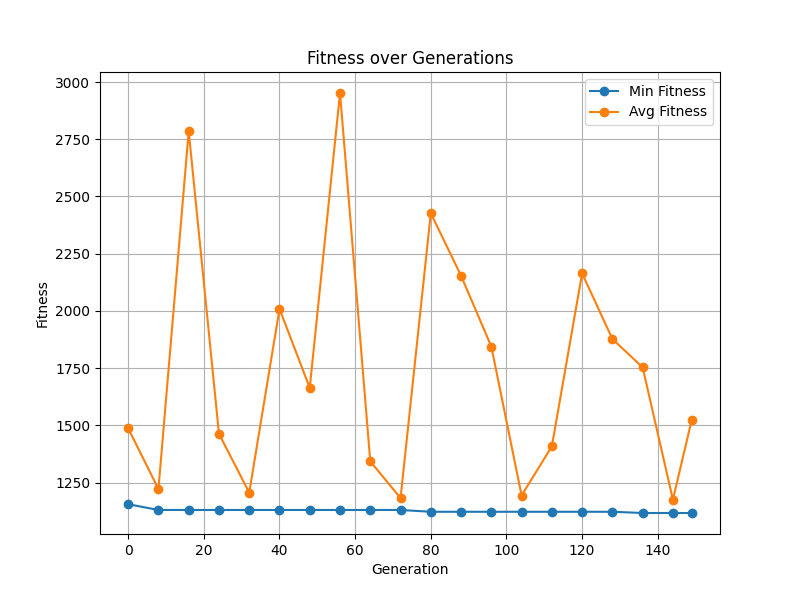 Fitness over Generations
Min Fitness
Avg Fitness
3000
2750
2500
2250
2000
1750
1500
1250
Fitness
0 20 40 60 80 100 120 140
Generation